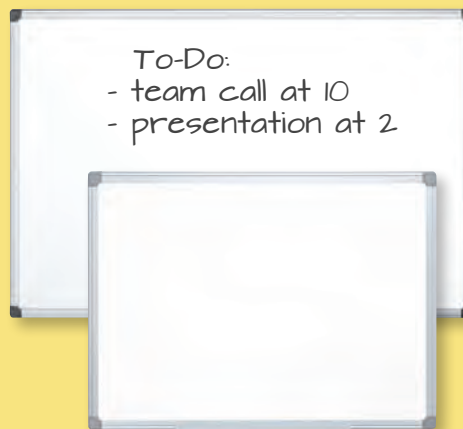 To-Do:
- team call at 10
- presentation at 2